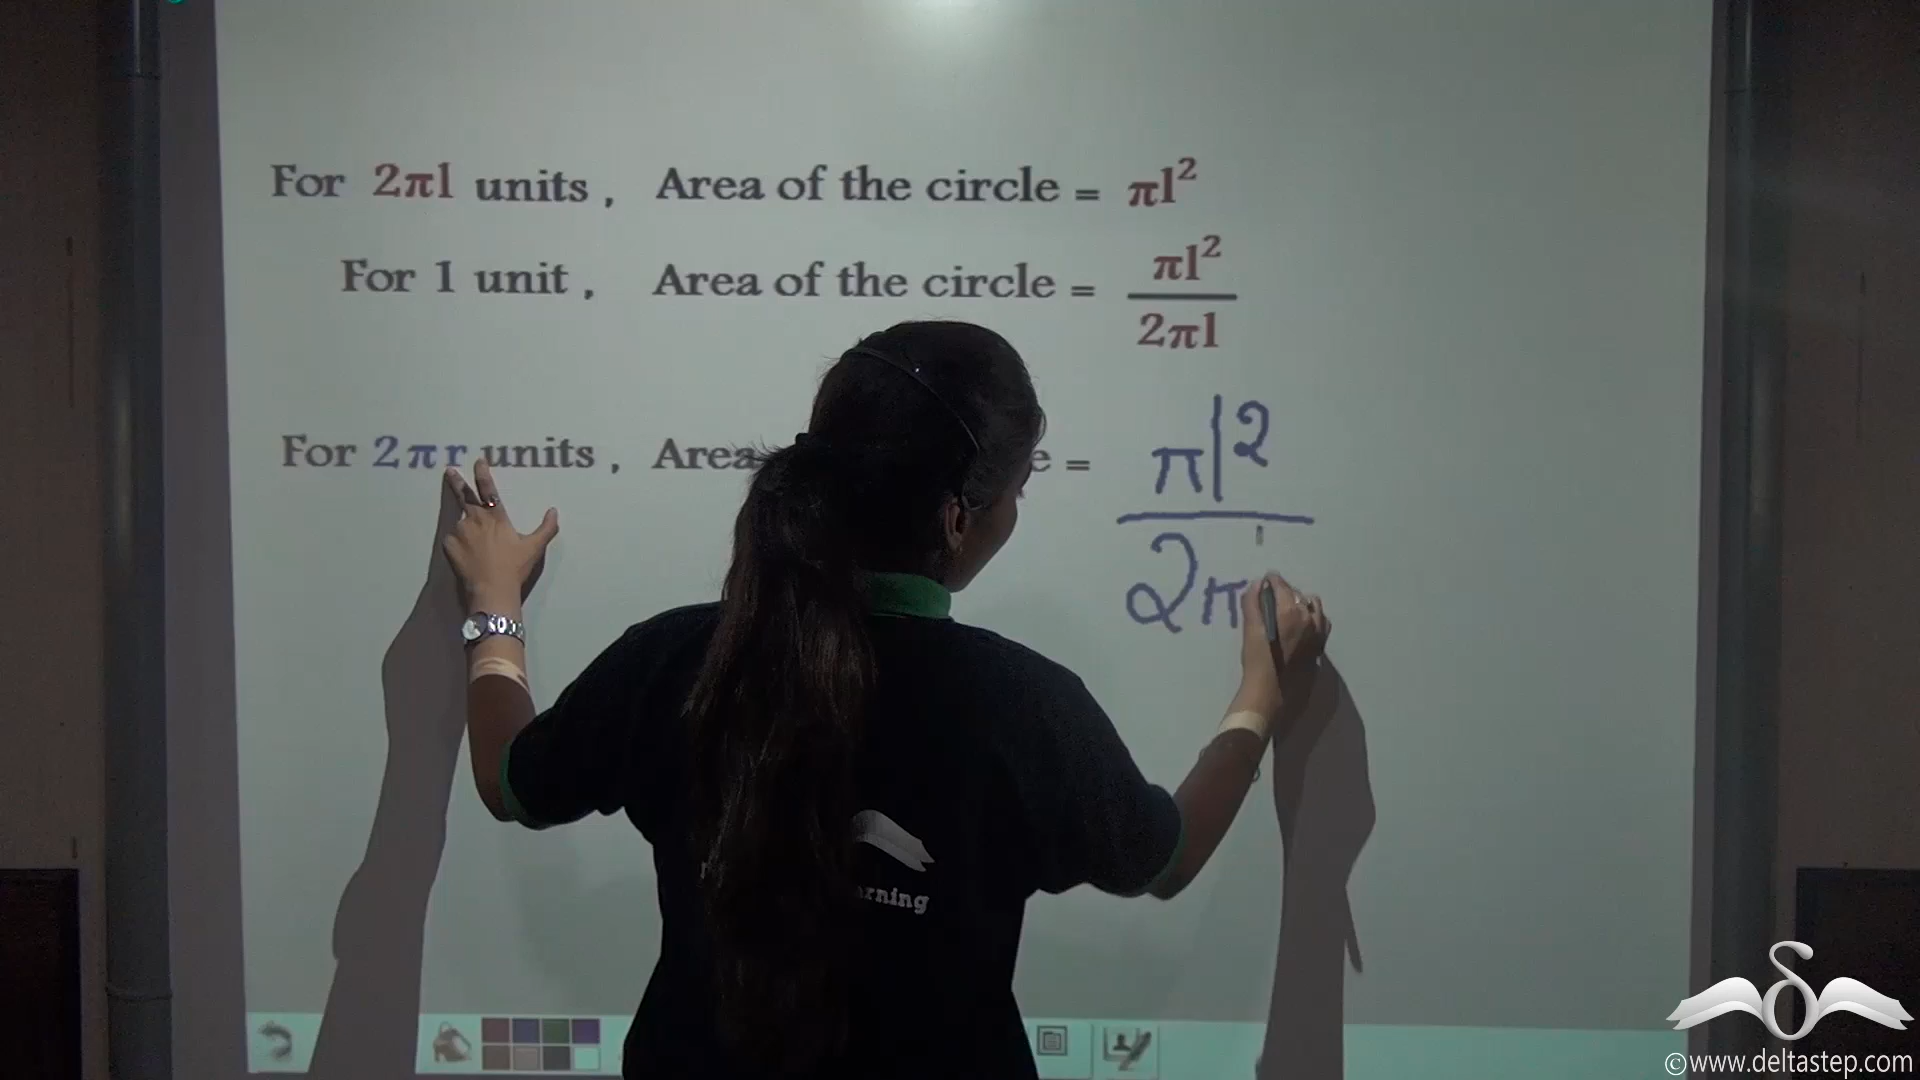 For 2πl units , Area of the circle = πl²
For 1 unit , Area of the circle = πl²
2πl
For 2πr units , Area =
πl²
2π
©www.deltastep.com